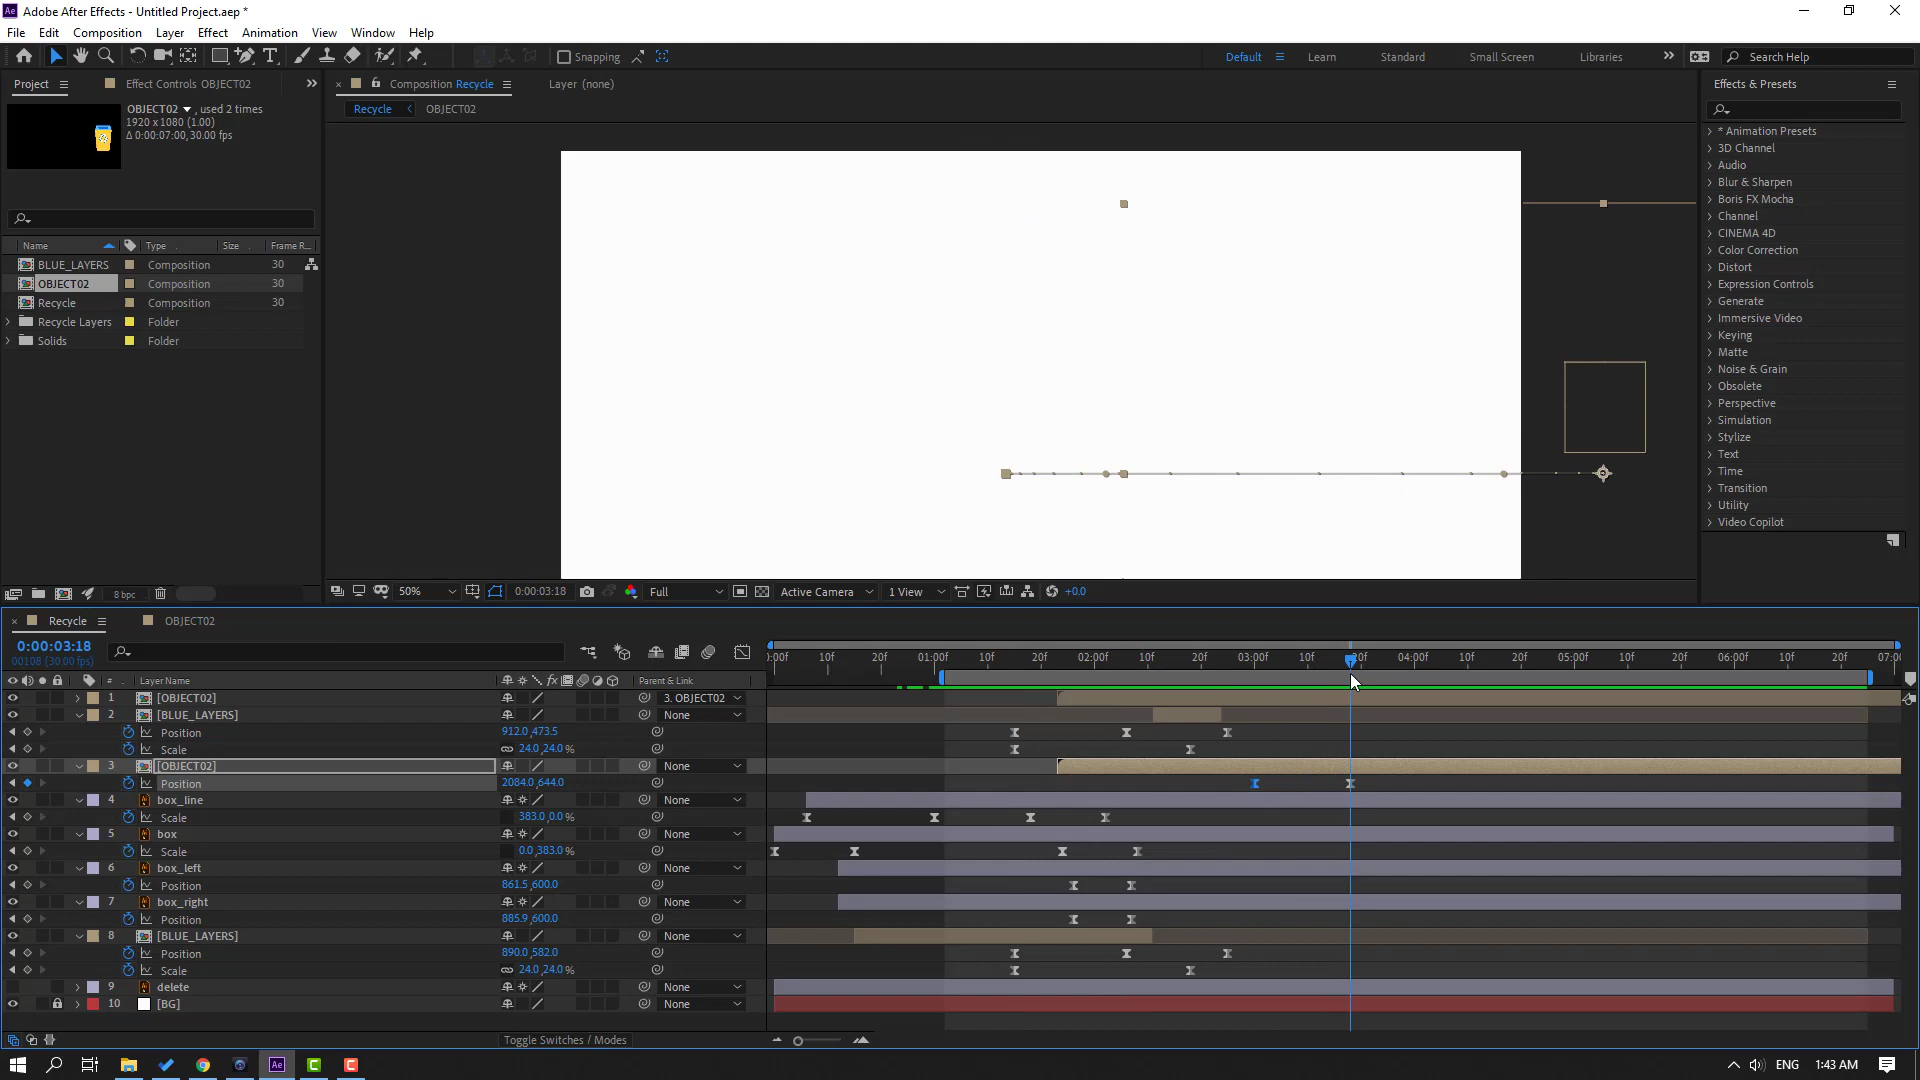 Ae Adobe After Effects - Untitled Project.aep *
File Edit Composition Layer Effect Animation View Window Help
Snapping Default Learn Standard Small Screen Libraries Search Help
Project Effect Controls OBJECT02 Composition Recycle Layer (none) Effects & Presets
OBJECT02 , used 2 times
1920 x 1080 (1.00)
Δ 0:00:07:00, 30.00 fps
Recycle OBJECT02
Name Type Size Frame R...
BLUE_LAYERS Composition 30
OBJECT02 Composition 30
Recycle Composition 30
Recycle Layers Folder
Solids Folder
8 bpc
50% 0:00:03:18 Full Active Camera 1 View +0.0
* Animation Presets
3D Channel
Audio
Blur & Sharpen
Boris FX Mocha
Channel
CINEMA 4D
Color Correction
Distort
Expression Controls
Generate
Immersive Video
Keying
Matte
Noise & Grain
Obsolete
Perspective
Simulation
Stylize
Text
Time
Transition
Utility
Video Copilot
Recycle OBJECT02
0:00:03:18
00108 (30.00 fps)
# Layer Name fx Parent & Link
:00f 10f 20f 01:00f 10f 20f 02:00f 10f 20f 03:00f 10f 20f 04:00f 10f 20f 05:00f 10f 20f 06:00f 10f 20f 07:00
1 [OBJECT02] 3. OBJECT02
2 [BLUE_LAYERS] None
Position 912.0,473.5
Scale 24.0,24.0 %
3 [OBJECT02] None
Position 2084.0,644.0
4 box_line None
Scale 383.0,0.0 %
5 box None
Scale 0.0,383.0 %
6 box_left None
Position 861.5,600.0
7 box_right None
Position 885.9,600.0
8 [BLUE_LAYERS] None
Position 890.0,582.0
Scale 24.0,24.0 %
9 delete None
10 [BG] None
Toggle Switches / Modes
Ae ENG 1:43 AM